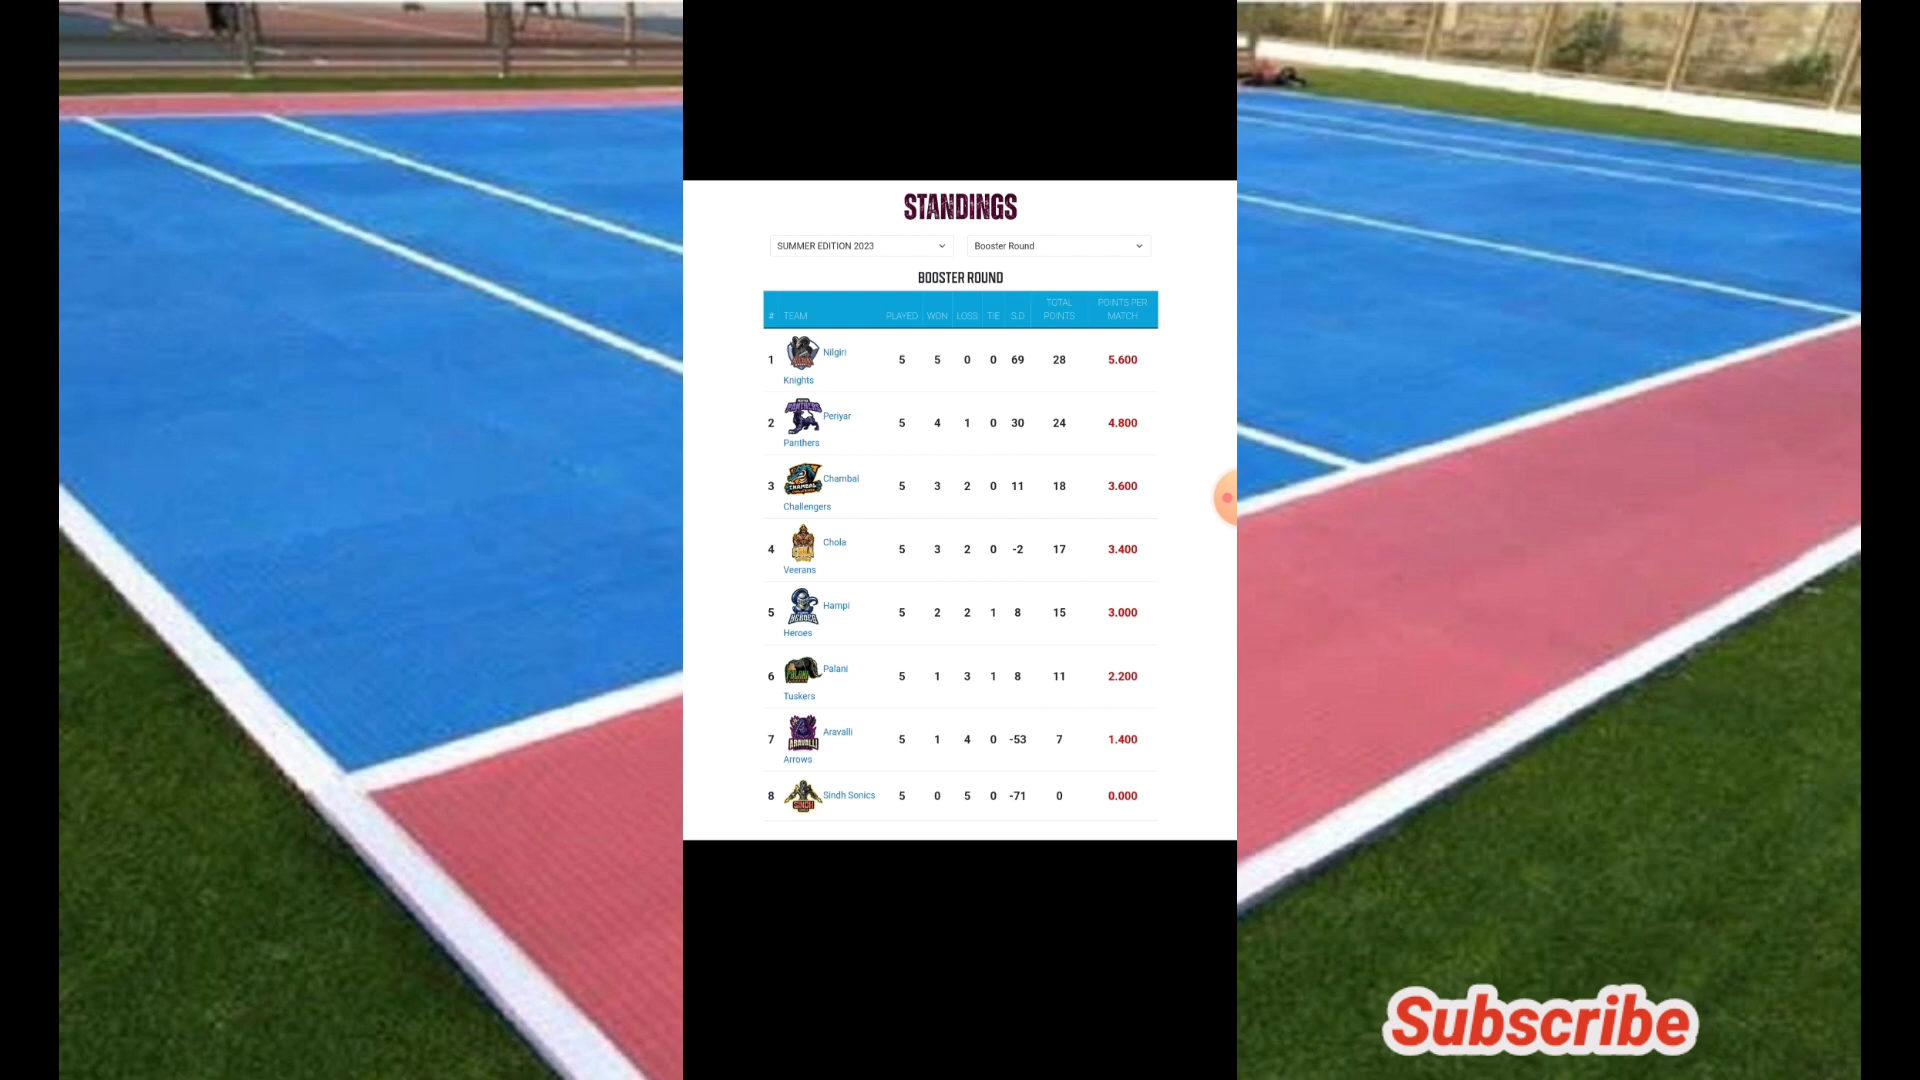 STANDINGS
SUMMER EDITION 2023 Booster Round
BOOSTER ROUND
# TEAM PLAYED WON LOSS TIE S.D TOTAL POINTS POINTS PER MATCH
1 Nilgiri Knights 5 5 0 0 69 28 5.600
2 Periyar Panthers 5 4 1 0 30 24 4.800
3 Chambal Challengers 5 3 2 0 11 18 3.600
4 Chola Veerans 5 3 2 0 -2 17 3.400
5 Hampi Heroes 5 2 2 1 8 15 3.000
6 Palani Tuskers 5 1 3 1 8 11 2.200
7 Aravalli Arrows 5 1 4 0 -53 7 1.400
8 Sindh Sonics 5 0 5 0 -71 0 0.000
Subscribe